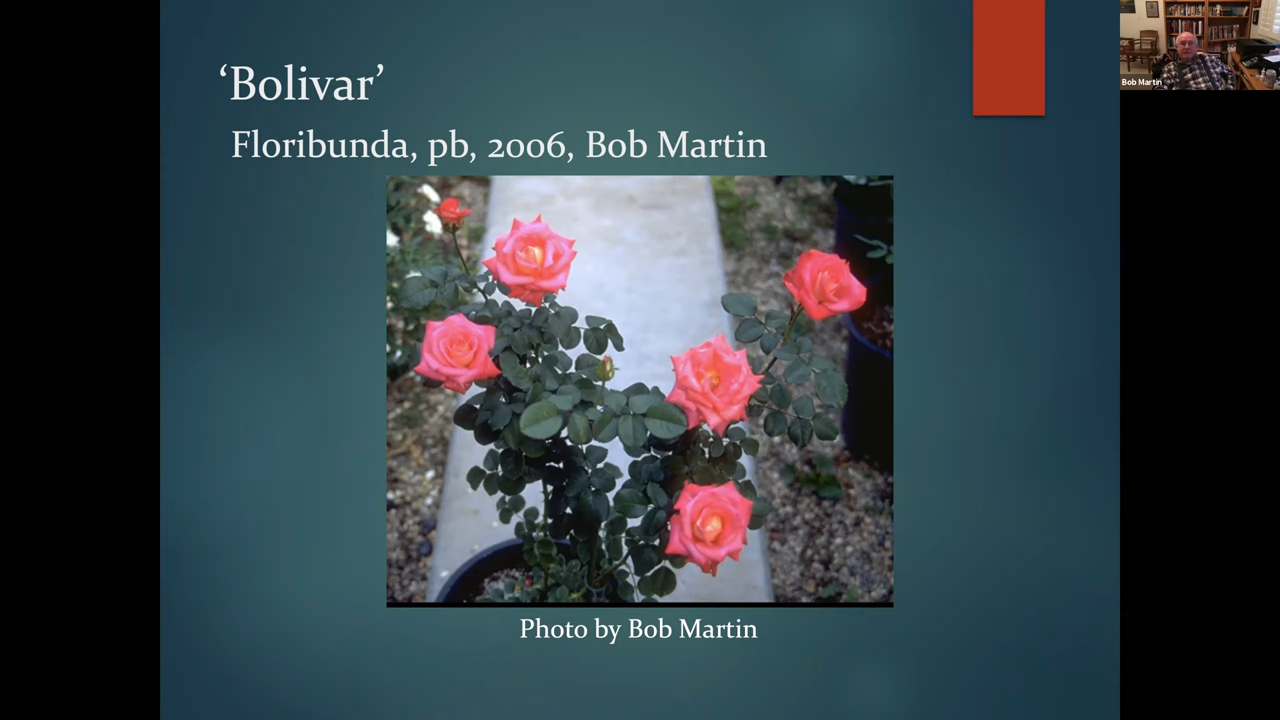 ‘Bolivar’
Floribunda, pb, 2006, Bob Martin
Photo by Bob Martin
Bob Martin